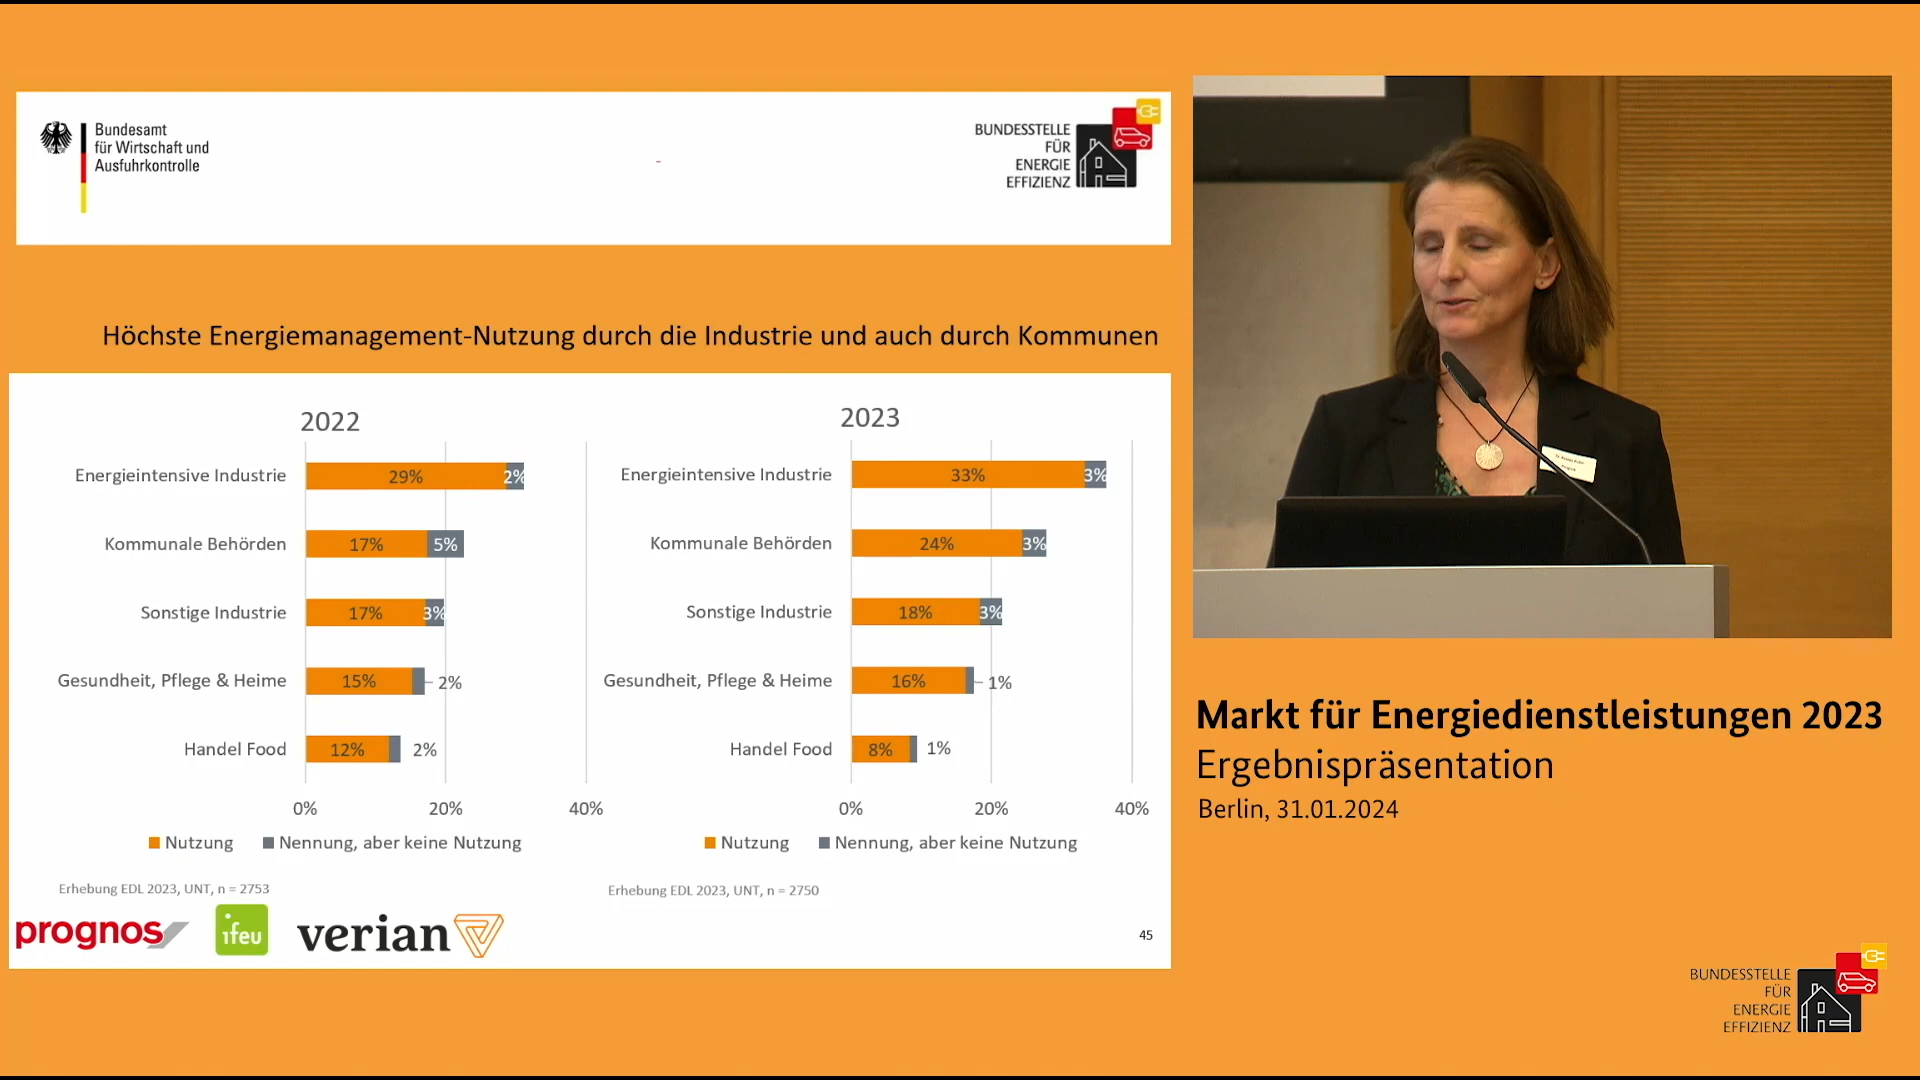 Bundesamt
für Wirtschaft und
Ausfuhrkontrolle
BUNDESSTELLE
FÜR
ENERGIE
EFFIZIENZ
Höchste Energiemanagement-Nutzung durch die Industrie und auch durch Kommunen
2022
Energieintensive Industrie 29% 2%
Kommunale Behörden 17% 5%
Sonstige Industrie 17% 3%
Gesundheit, Pflege & Heime 15% 2%
Handel Food 12% 2%
0% 20% 40%
Nutzung Nennung, aber keine Nutzung
Erhebung EDL 2023, UNT, n = 2753
2023
Energieintensive Industrie 33% 3%
Kommunale Behörden 24% 3%
Sonstige Industrie 18% 3%
Gesundheit, Pflege & Heime 16% 1%
Handel Food 8% 1%
0% 20% 40%
Nutzung Nennung, aber keine Nutzung
Erhebung EDL 2023, UNT, n = 2750
prognos ifeu verian
45
Markt für Energiedienstleistungen 2023
Ergebnispräsentation
Berlin, 31.01.2024
BUNDESSTELLE
FÜR
ENERGIE
EFFIZIENZ